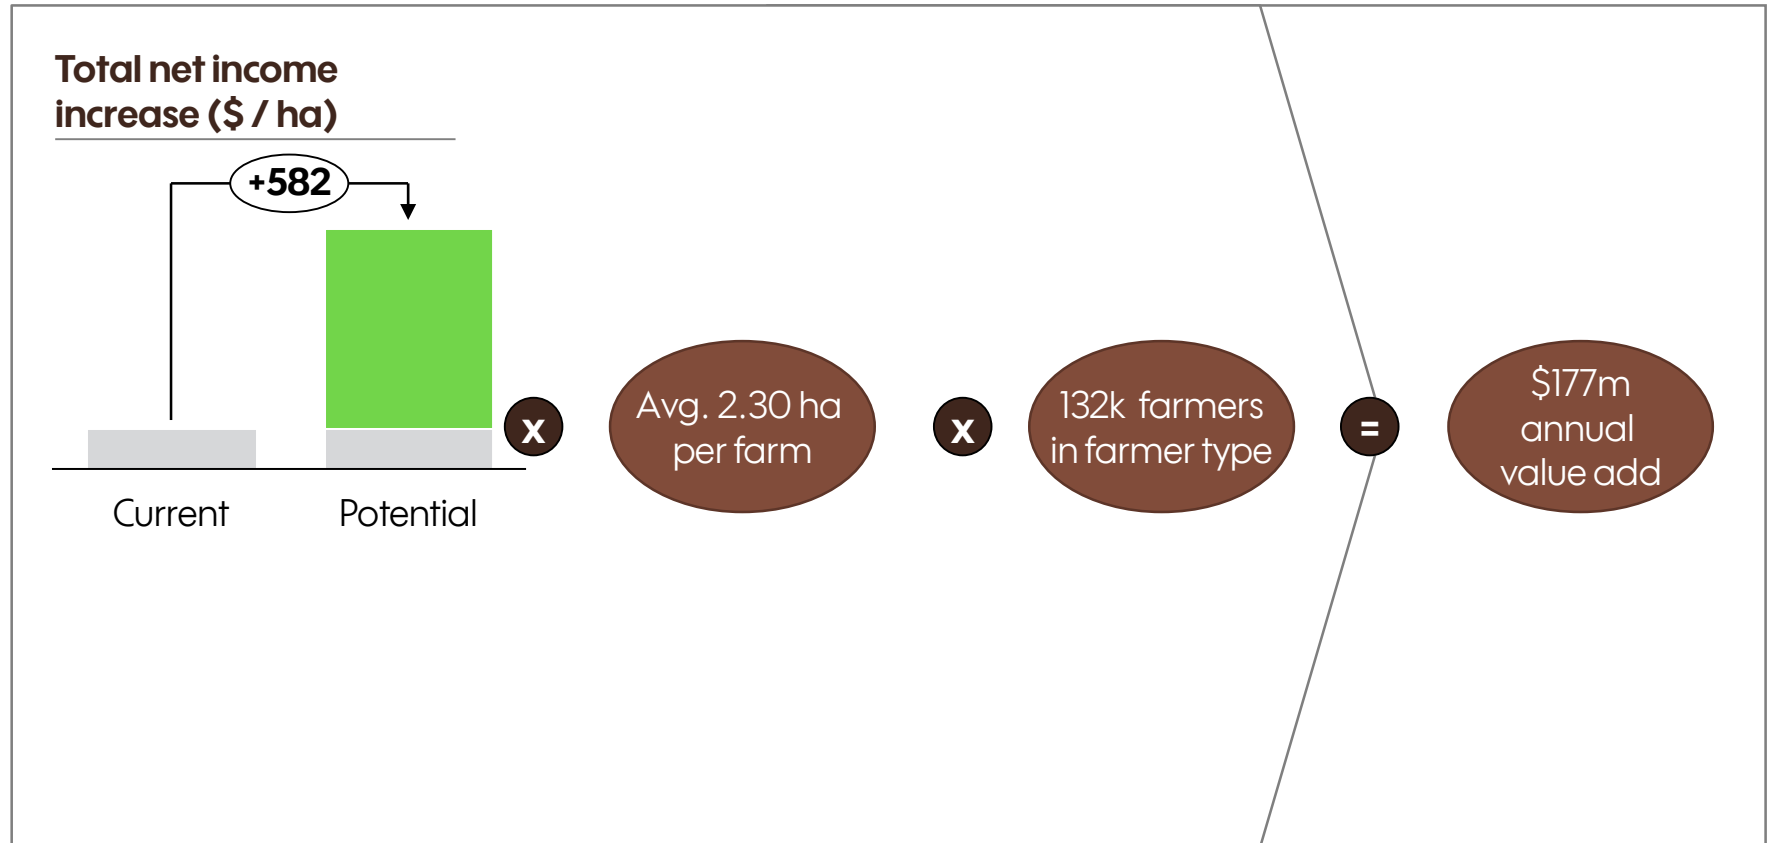 Total net income
increase ($ / ha)
+582
Current
Potential
x
Avg. 2.30 ha
per farm
x
132k farmers
in farmer type
=
$177m
annual
value add